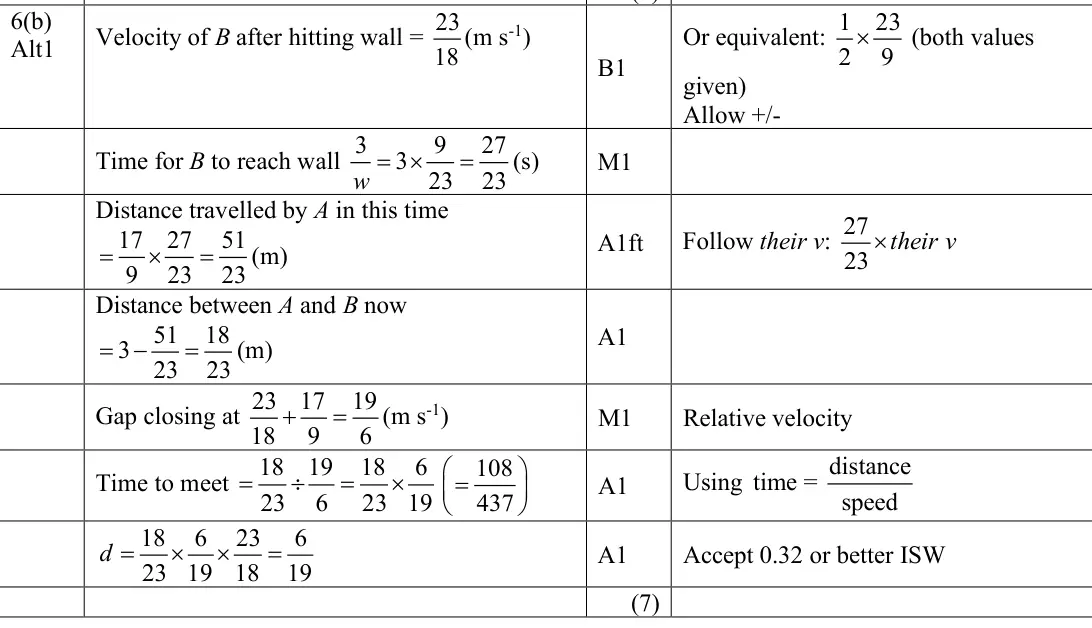 6(b)
Alt1
Velocity of B after hitting wall = 23/18 (m s⁻¹)
B1
Or equivalent: 1/2 × 23/9 (both values
given)
Allow +/-
Time for B to reach wall 3/w = 3 × 9/23 = 27/23 (s)
M1
Distance travelled by A in this time
= 17/9 × 27/23 = 51/23 (m)
A1ft
Follow their v: 27/23 × their v
Distance between A and B now
= 3 − 51/23 = 18/23 (m)
A1
Gap closing at 23/18 + 17/9 = 19/6 (m s⁻¹)
M1
Relative velocity
Time to meet = 18/23 ÷ 19/6 = 18/23 × 6/19 (= 108/437)
A1
Using time = distance/speed
d = 18/23 × 6/19 × 23/18 = 6/19
A1
Accept 0.32 or better ISW
(7)